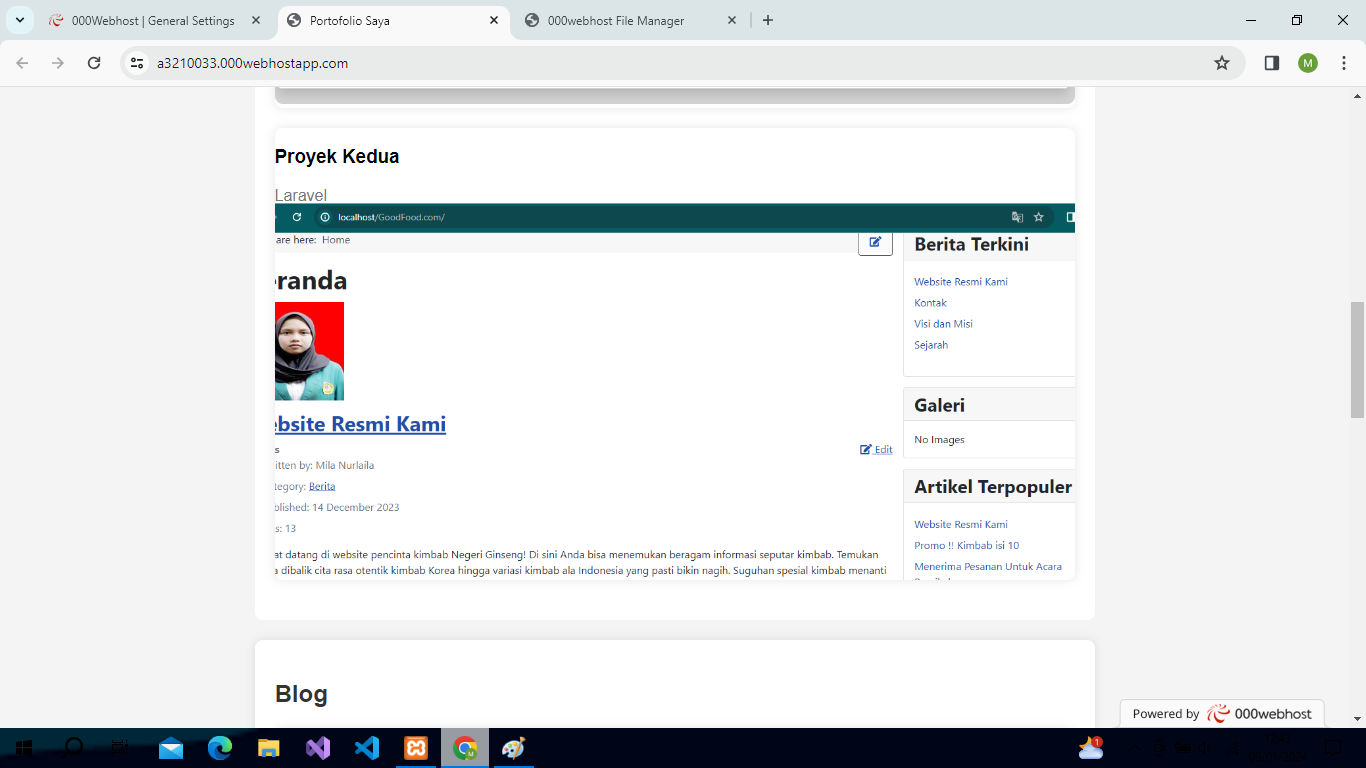 000Webhost | General Settings
Portofolio Saya
000webhost File Manager
a3210033.000webhostapp.com
M
Proyek Kedua
Laravel
localhost/GoodFood.com/
are here: Home
randa
bsite Resmi Kami
s
Edit
itten by: Mila Nurlaila
tegory: Berita
blished: 14 December 2023
s: 13
at datang di website pencinta kimbab Negeri Ginseng! Di sini Anda bisa menemukan beragam informasi seputar kimbab. Temukan
a dibalik cita rasa otentik kimbab Korea hingga variasi kimbab ala Indonesia yang pasti bikin nagih. Suguhan spesial kimbab menanti
Berita Terkini
Website Resmi Kami
Kontak
Visi dan Misi
Sejarah
Galeri
No Images
Artikel Terpopuler
Website Resmi Kami
Promo !! Kimbab isi 10
Menerima Pesanan Untuk Acara
Blog
Powered by 000webhost
1